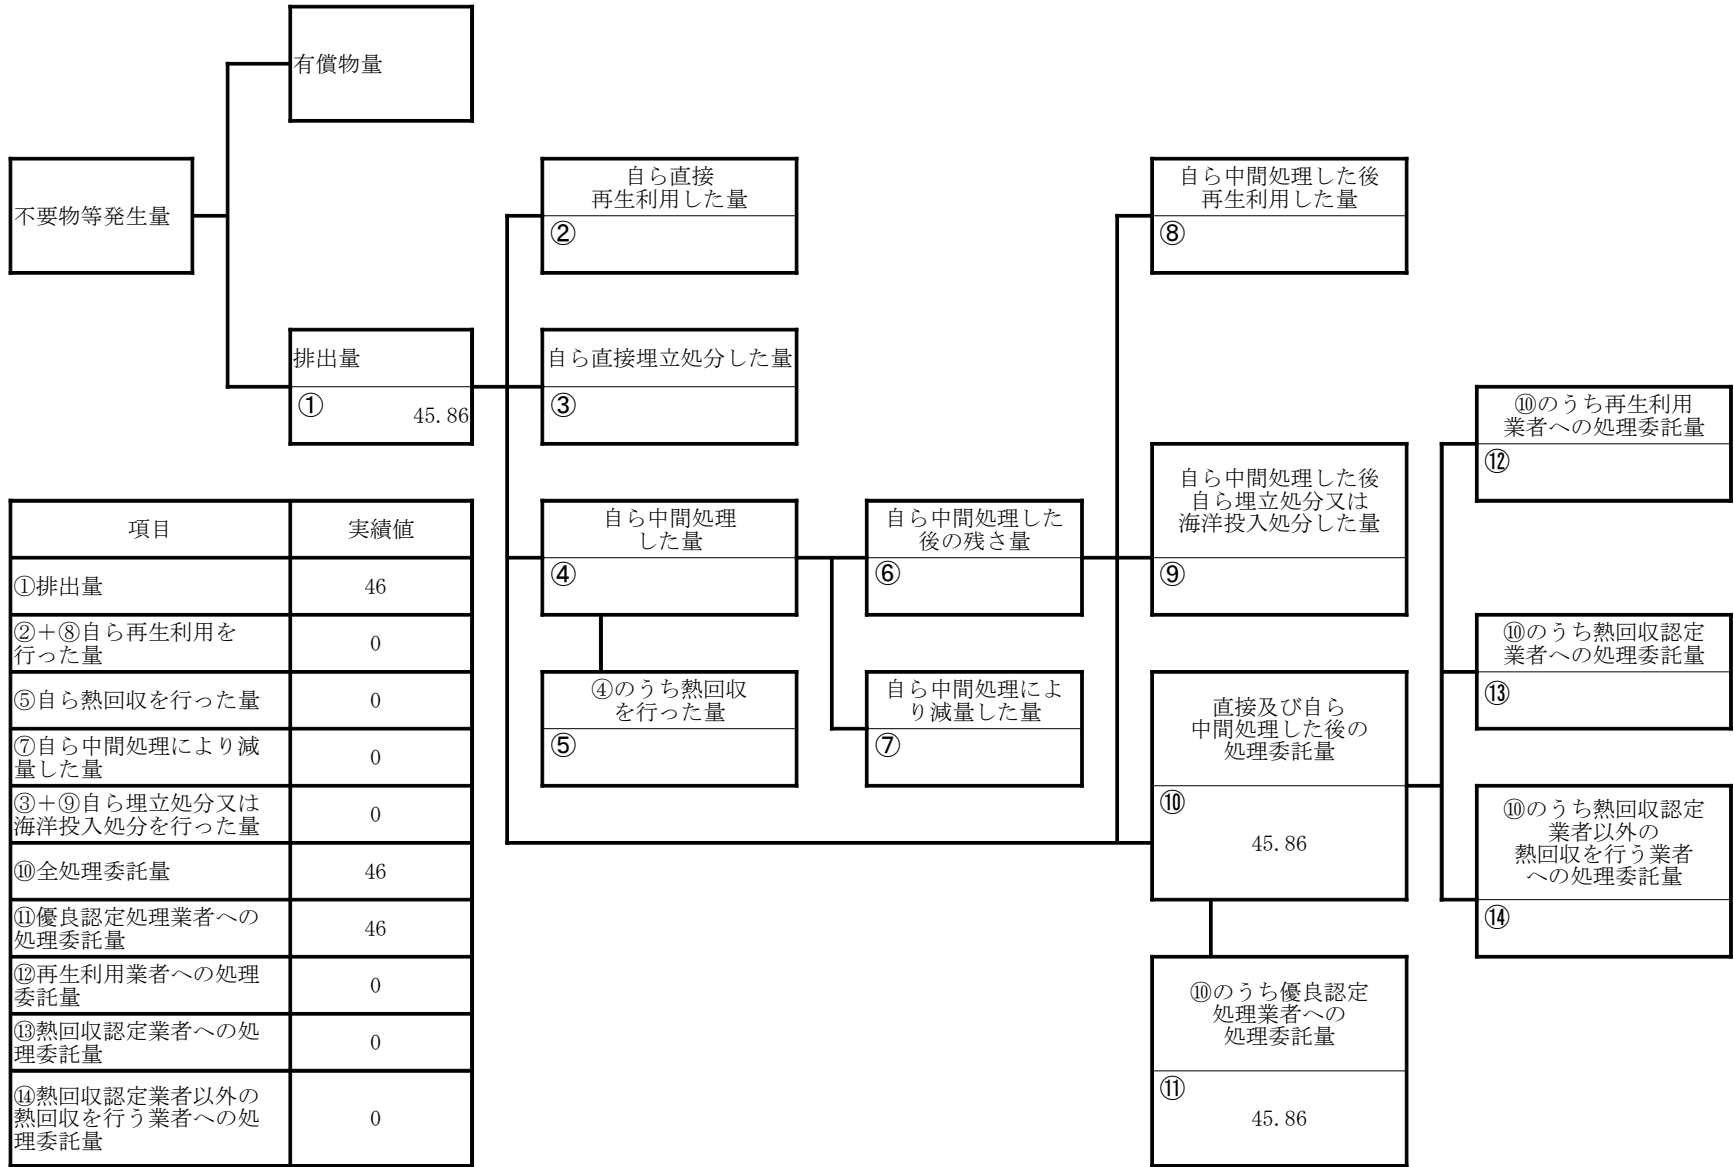 有償物量
不要物等発生量
排出量
①
45.86
自ら直接
再生利用した量
②
自ら直接埋立処分した量
③
自ら中間処理
した量
④
④のうち熱回収
を行った量
⑤
自ら中間処理した
後の残さ量
⑥
自ら中間処理によ
り減量した量
⑦
自ら中間処理した後
再生利用した量
⑧
自ら中間処理した後
自ら埋立処分又は
海洋投入処分した量
⑨
直接及び自ら
中間処理した後の
処理委託量
⑩
45.86
⑩のうち優良認定
処理業者への
処理委託量
⑪
45.86
⑩のうち再生利用
業者への処理委託量
⑫
⑩のうち熱回収認定
業者への処理委託量
⑬
⑩のうち熱回収認定
業者以外の
熱回収を行う業者
への処理委託量
⑭
項目 実績値
①排出量 46
②＋⑧自ら再生利用を
行った量 0
⑤自ら熱回収を行った量 0
⑦自ら中間処理により減
量した量 0
③＋⑨自ら埋立処分又は
海洋投入処分を行った量 0
⑩全処理委託量 46
⑪優良認定処理業者への
処理委託量 46
⑫再生利用業者への処理
委託量 0
⑬熱回収認定業者への処
理委託量 0
⑭熱回収認定業者以外の
熱回収を行う業者への処
理委託量 0